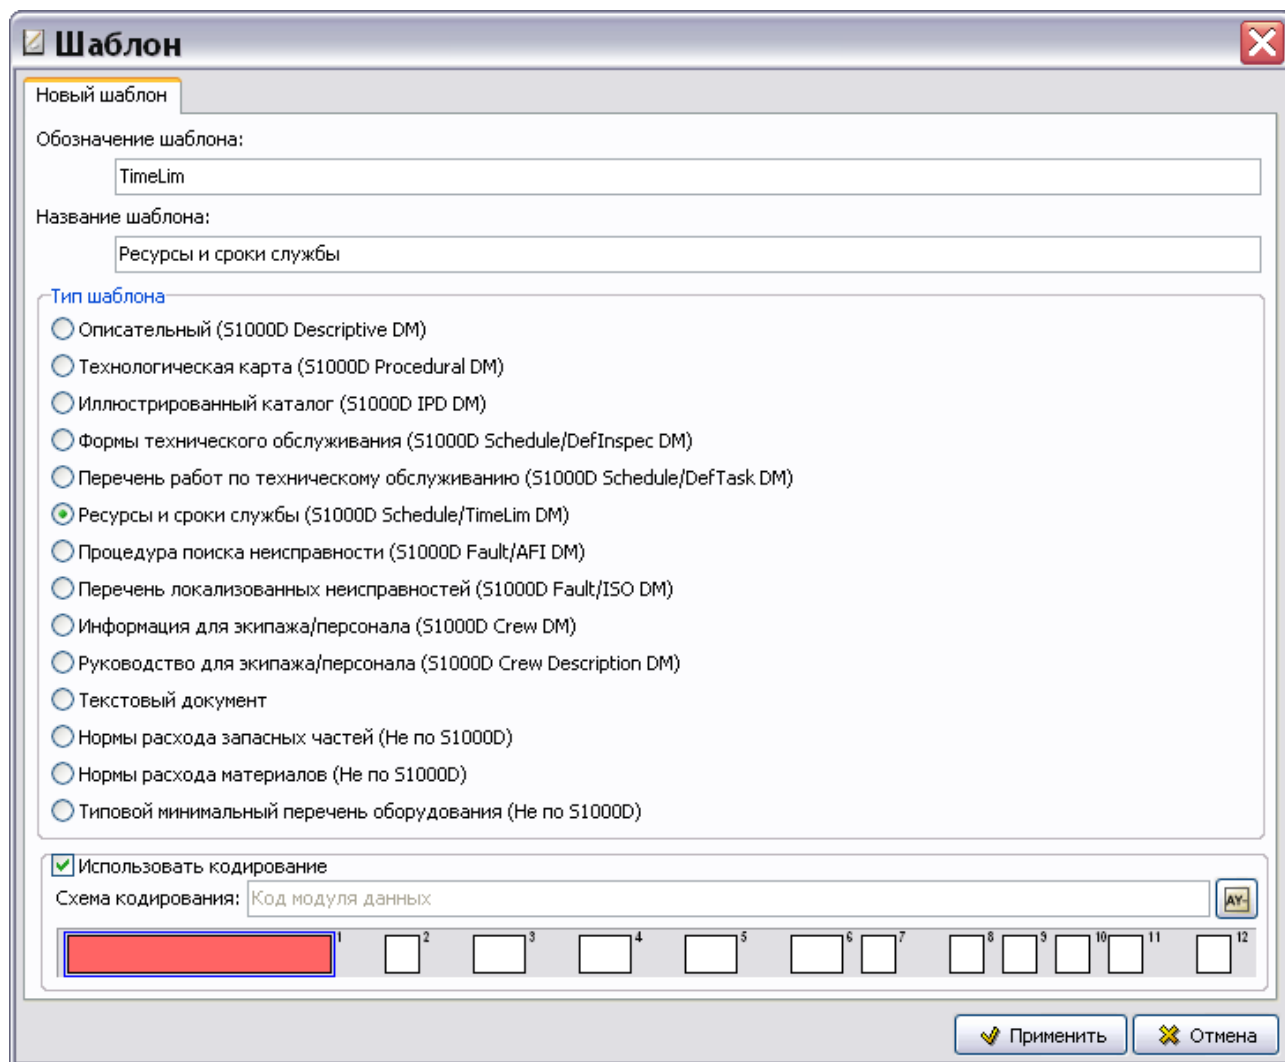 Шаблон
Новый шаблон
Обозначение шаблона:
TimeLim
Название шаблона:
Ресурсы и сроки службы
Тип шаблона
Описательный (S1000D Descriptive DM)
Технологическая карта (S1000D Procedural DM)
Иллюстрированный каталог (S1000D IPD DM)
Формы технического обслуживания (S1000D Schedule/DefInspec DM)
Перечень работ по техническому обслуживанию (S1000D Schedule/DefTask DM)
Ресурсы и сроки службы (S1000D Schedule/TimeLim DM)
Процедура поиска неисправности (S1000D Fault/AFI DM)
Перечень локализованных неисправностей (S1000D Fault/ISO DM)
Информация для экипажа/персонала (S1000D Crew DM)
Руководство для экипажа/персонала (S1000D Crew Description DM)
Текстовый документ
Нормы расхода запасных частей (Не по S1000D)
Нормы расхода материалов (Не по S1000D)
Типовой минимальный перечень оборудования (Не по S1000D)
Использовать кодирование
Схема кодирования: Код модуля данных AY-
1 2 3 4 5 6 7 8 9 10 11 12
Применить Отмена